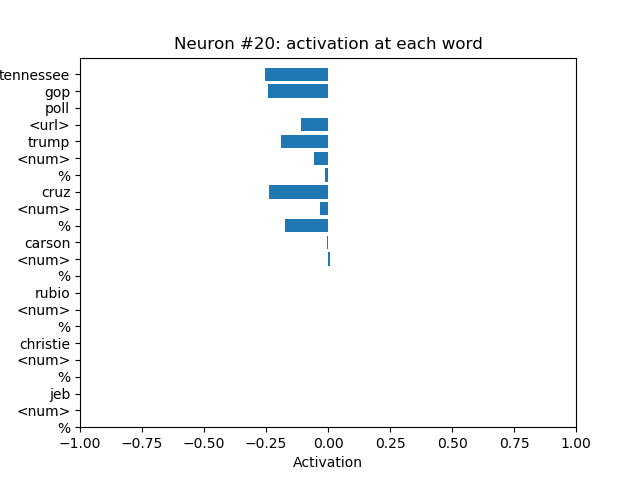 Neuron #20: activation at each word
tennessee
gop
poll
<url>
trump
<num>
%
cruz
<num>
%
carson
<num>
%
rubio
<num>
%
christie
<num>
%
jeb
<num>
%
−1.00 −0.75 −0.50 −0.25 0.00 0.25 0.50 0.75 1.00
Activation